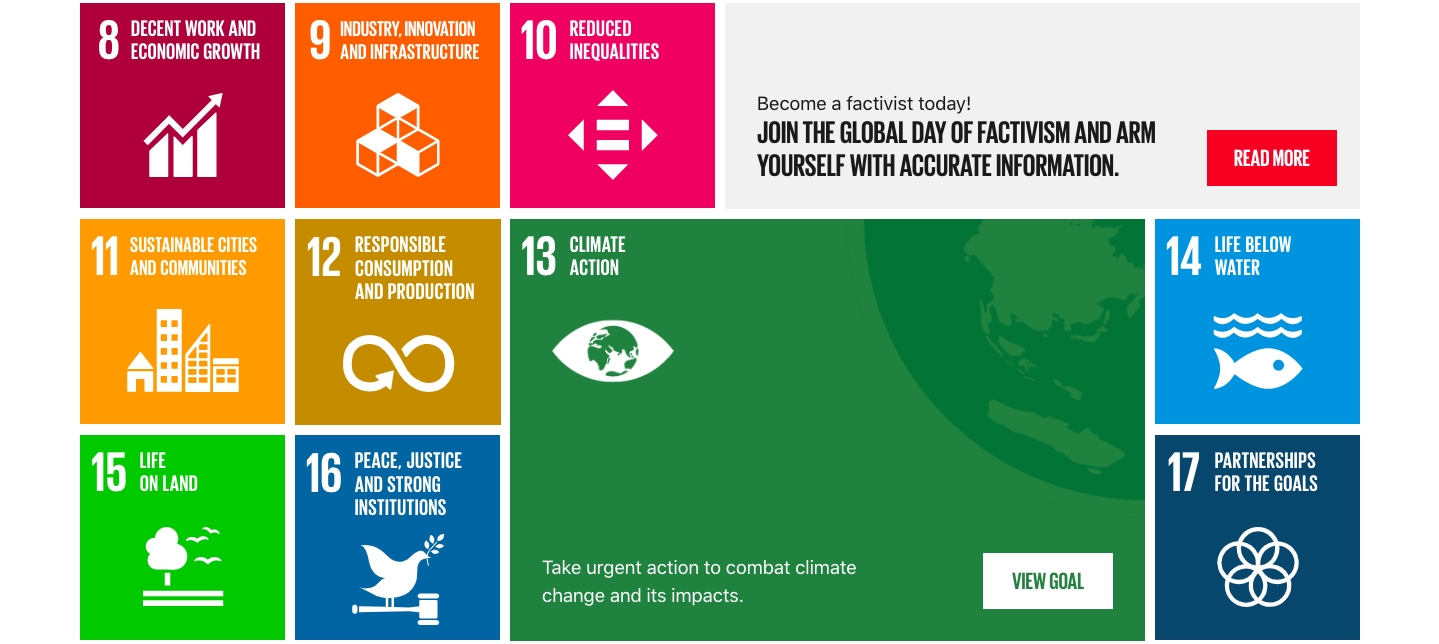 8 DECENT WORK AND
ECONOMIC GROWTH
9 INDUSTRY, INNOVATION
AND INFRASTRUCTURE
10 REDUCED
INEQUALITIES
Become a factivist today!
JOIN THE GLOBAL DAY OF FACTIVISM AND ARM
YOURSELF WITH ACCURATE INFORMATION.
READ MORE
11 SUSTAINABLE CITIES
AND COMMUNITIES
12 RESPONSIBLE
CONSUMPTION
AND PRODUCTION
13 CLIMATE
ACTION
14 LIFE BELOW
WATER
15 LIFE
ON LAND
16 PEACE, JUSTICE
AND STRONG
INSTITUTIONS
Take urgent action to combat climate
change and its impacts.
VIEW GOAL
17 PARTNERSHIPS
FOR THE GOALS